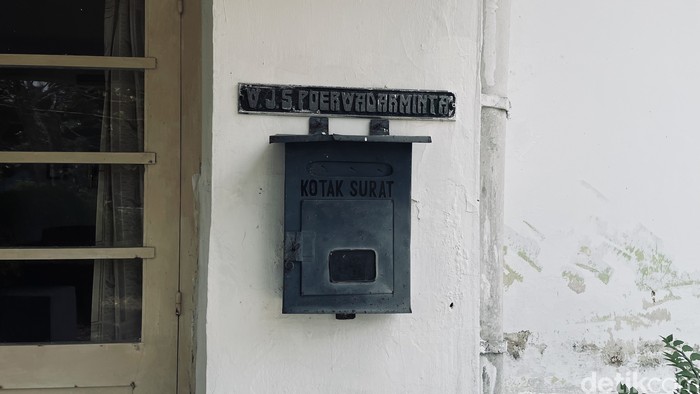 W.J.S. POERWADARMINTA
KOTAK SURAT
detikcom